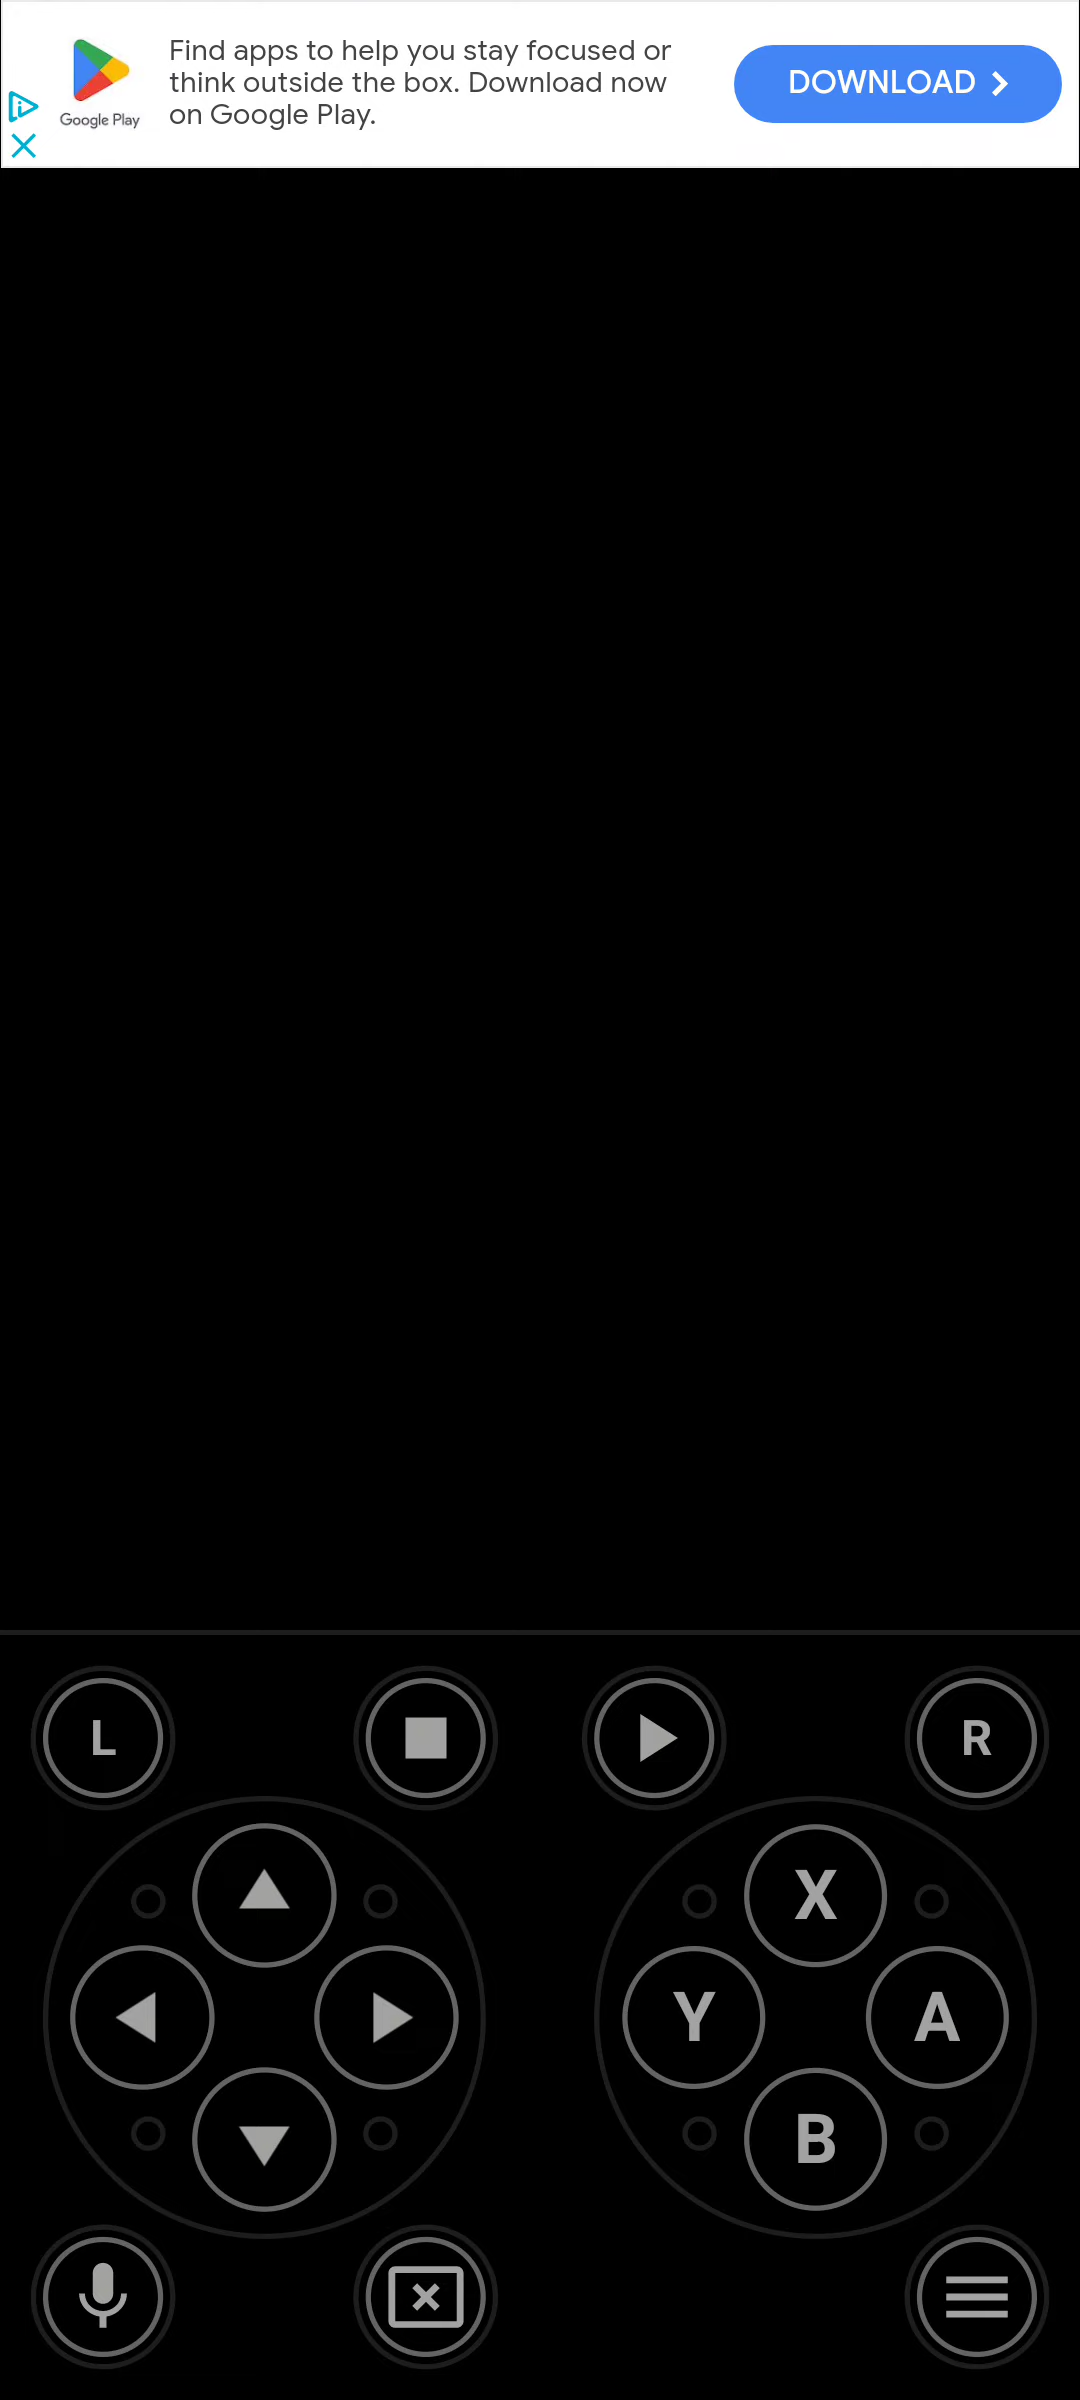 Find apps to help you stay focused or
think outside the box. Download now
on Google Play.
Google Play
DOWNLOAD
L
R
X
Y
A
B